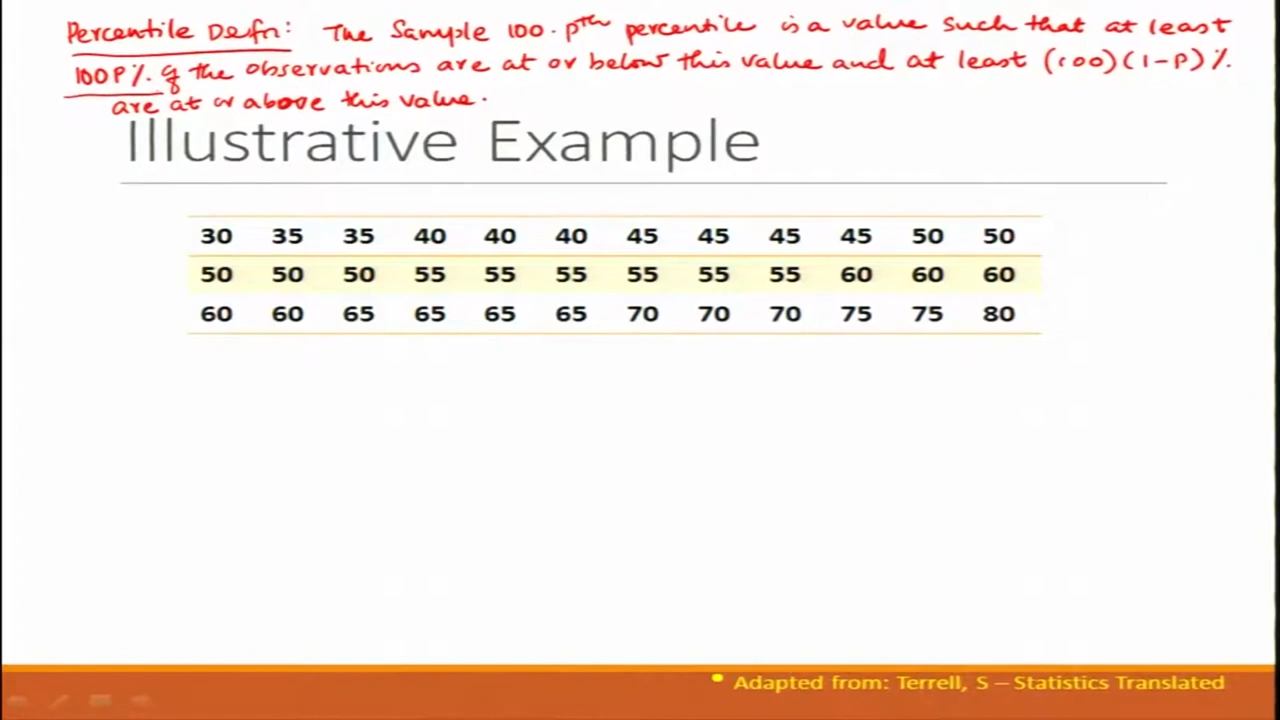 Percentile Defn: The Sample 100.pth percentile is a value such that at least
100P% of the observations are at or below this value and at least (100)(1-P)%
are at or above this value.
Illustrative Example
30 35 35 40 40 40 45 45 45 45 50 50
50 50 50 55 55 55 55 55 55 60 60 60
60 60 65 65 65 65 70 70 70 75 75 80
• Adapted from: Terrell, S – Statistics Translated